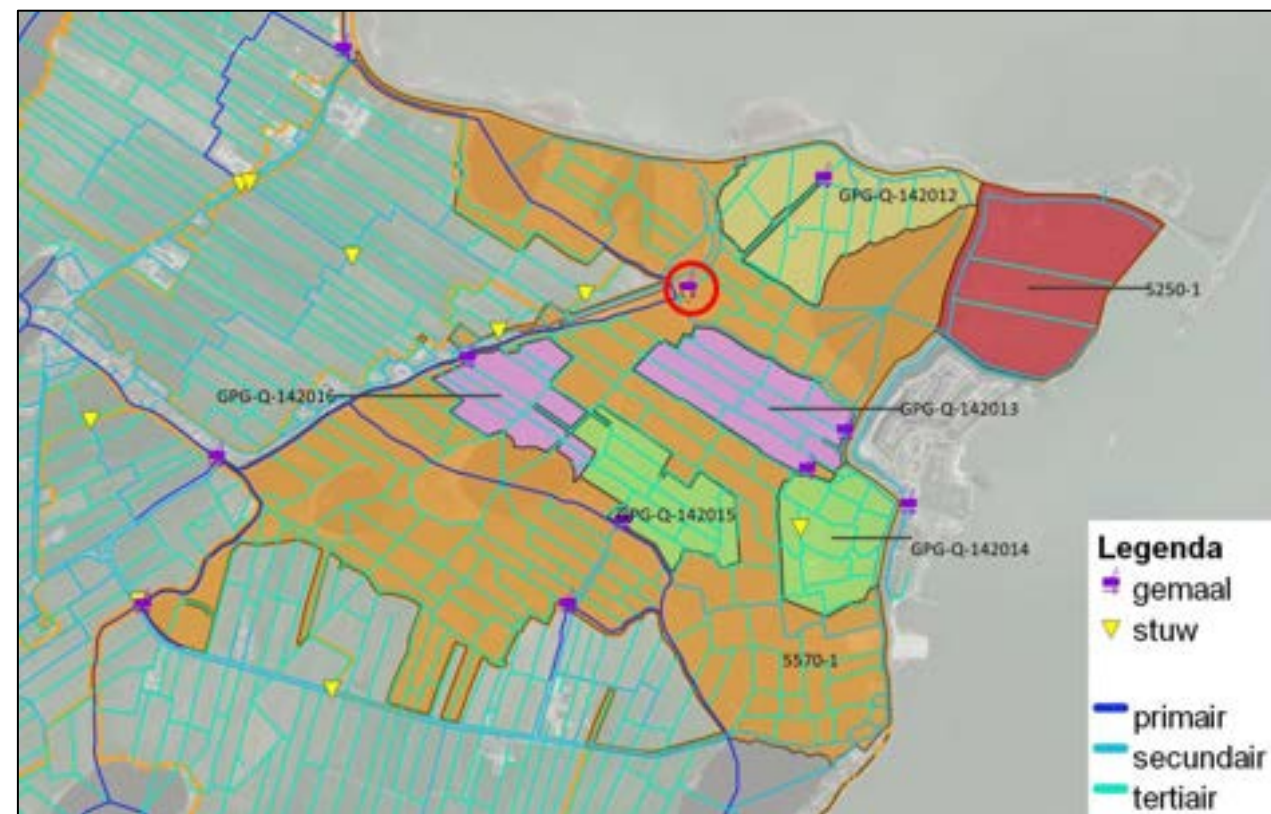 GPG-Q-142012
5250-1
GPG-Q-142016
GPG-Q-142013
GPG-Q-142015
GPG-Q-142014
5570-1
Legenda
gemaal
stuw
primair
secundair
tertiair